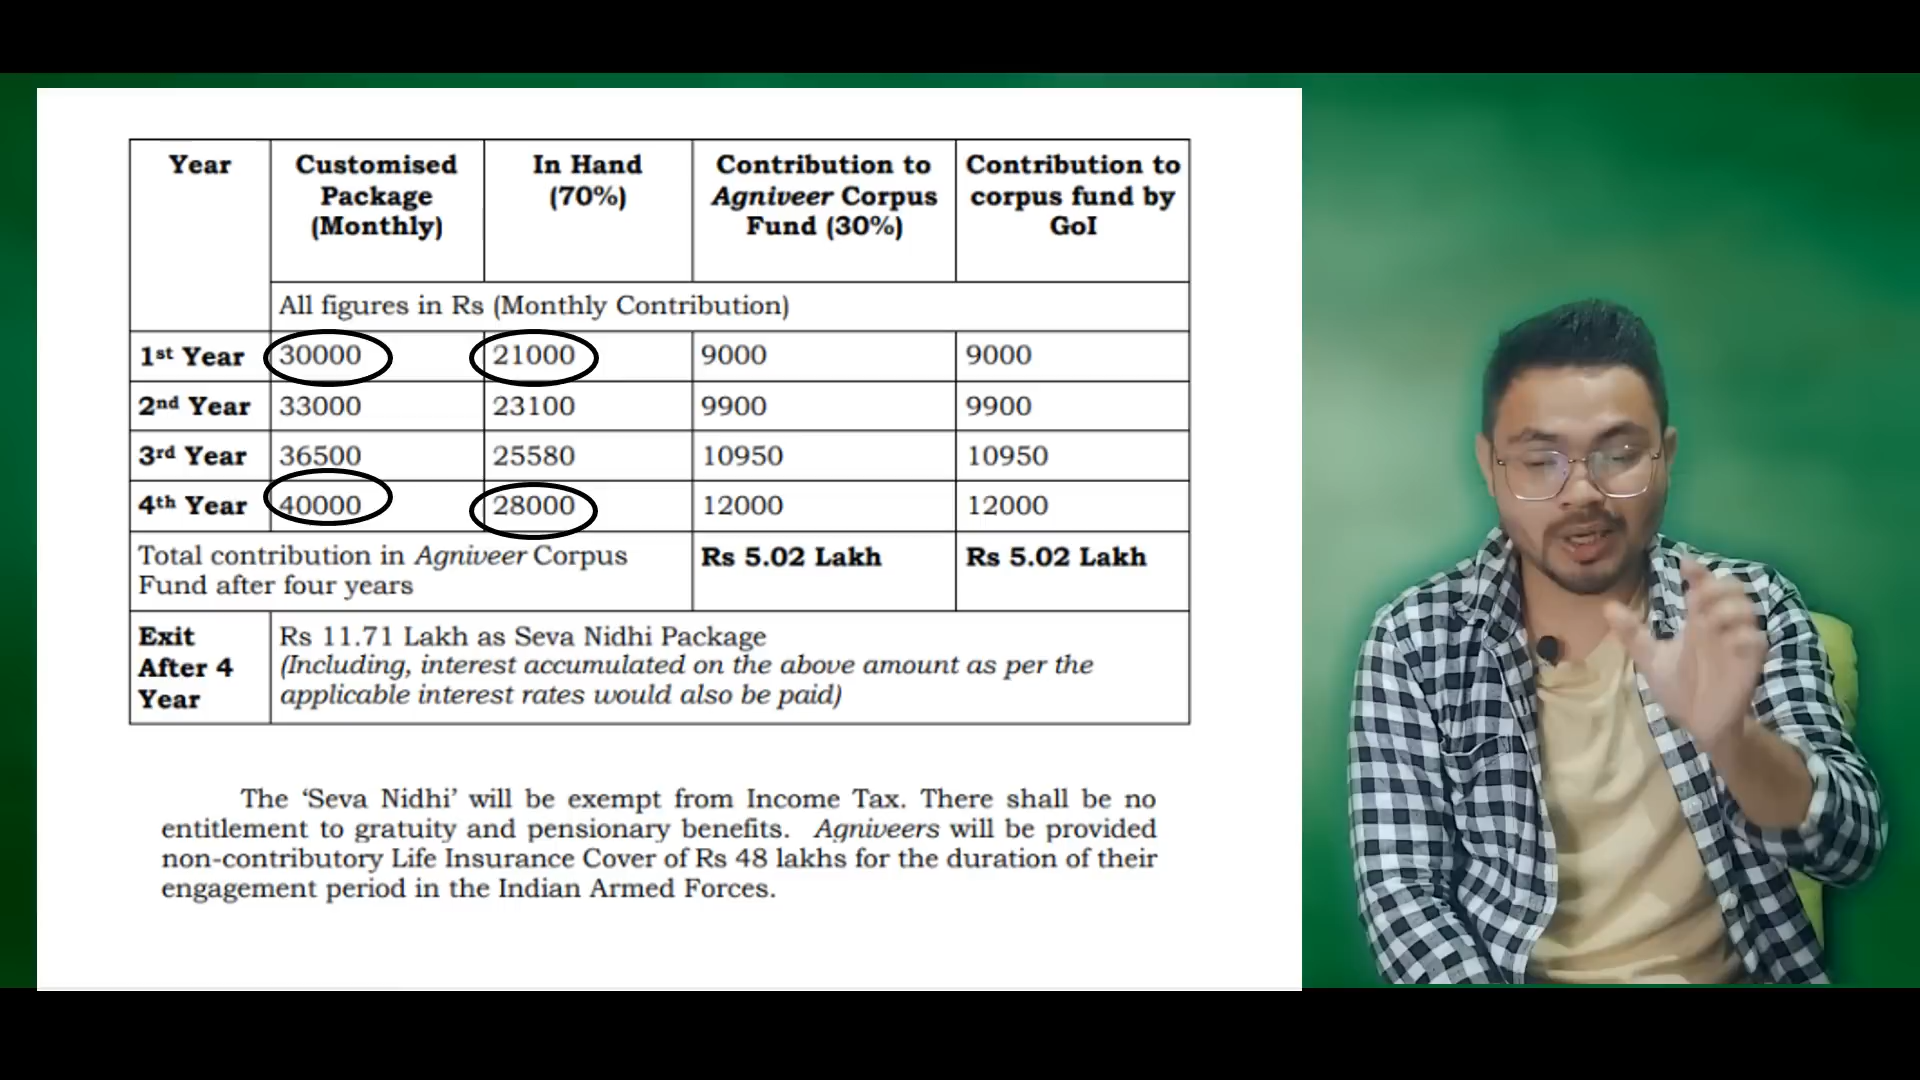 Year
Customised
Package
(Monthly)
In Hand
(70%)
Contribution to
Agniveer Corpus
Fund (30%)
Contribution to
corpus fund by
GoI
All figures in Rs (Monthly Contribution)
1st Year 30000 21000 9000 9000
2nd Year 33000 23100 9900 9900
3rd Year 36500 25580 10950 10950
4th Year 40000 28000 12000 12000
Total contribution in Agniveer Corpus
Fund after four years
Rs 5.02 Lakh
Rs 5.02 Lakh
Exit
After 4
Year
Rs 11.71 Lakh as Seva Nidhi Package
(Including, interest accumulated on the above amount as per the
applicable interest rates would also be paid)
The ‘Seva Nidhi’ will be exempt from Income Tax. There shall be no
entitlement to gratuity and pensionary benefits. Agniveers will be provided
non-contributory Life Insurance Cover of Rs 48 lakhs for the duration of their
engagement period in the Indian Armed Forces.